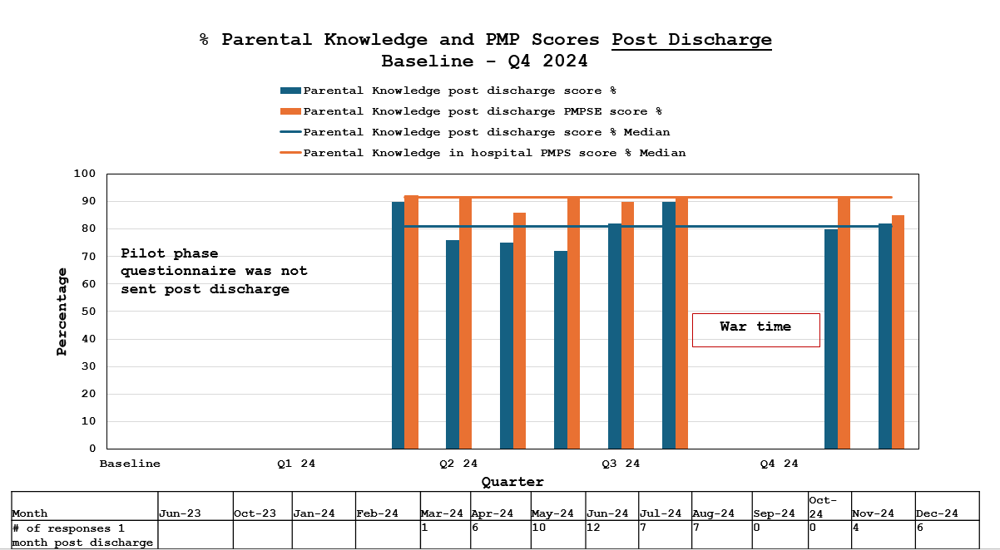 % Parental Knowledge and PMP Scores Post Discharge
Baseline - Q4 2024
Parental Knowledge post discharge score %
Parental Knowledge post discharge PMPSE score %
Parental Knowledge post discharge score % Median
Parental Knowledge in hospital PMPS score % Median
100
90
80
70
60
50
40
30
20
10
0
Percentage
Pilot phase
questionnaire was not
sent post discharge
War time
Baseline Q1 24 Q2 24 Q3 24 Q4 24
Quarter
Month Jun-23 Oct-23 Jan-24 Feb-24 Mar-24 Apr-24 May-24 Jun-24 Jul-24 Aug-24 Sep-24 Oct-24 Nov-24 Dec-24
# of responses 1
month post discharge 1 6 10 12 7 7 0 0 4 6